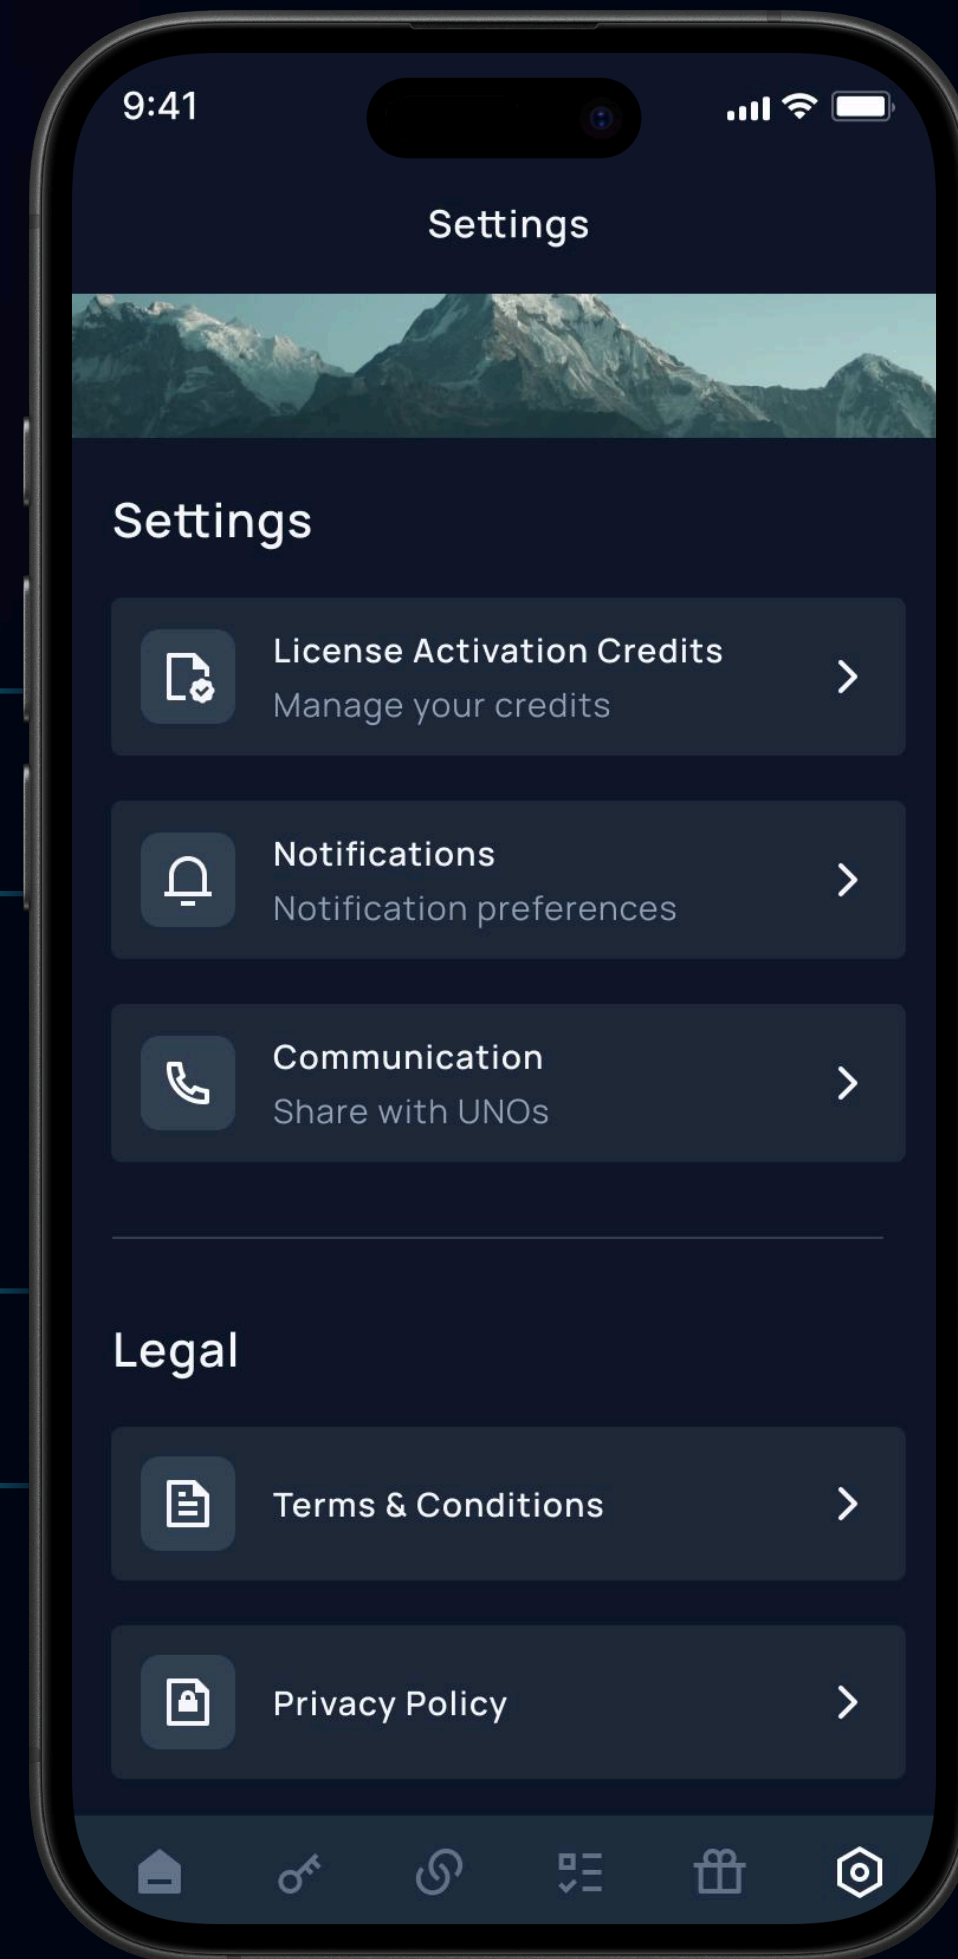 9:41
Settings
Settings
License Activation Credits
Manage your credits
Notifications
Notification preferences
Communication
Share with UNOs
Legal
Terms & Conditions
Privacy Policy